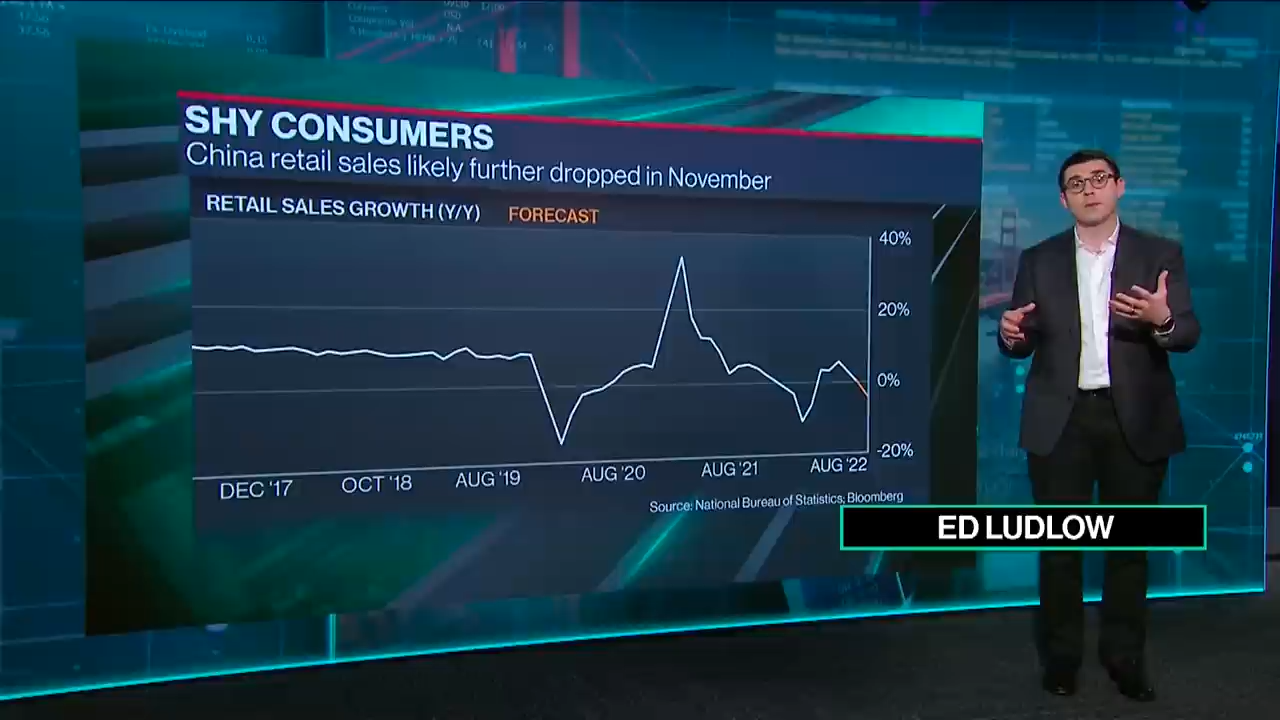 SHY CONSUMERS
China retail sales likely further dropped in November
RETAIL SALES GROWTH (Y/Y) FORECAST
40%
20%
0%
-20%
DEC '17 OCT '18 AUG '19 AUG '20 AUG '21 AUG '22
Source: National Bureau of Statistics; Bloomberg
ED LUDLOW